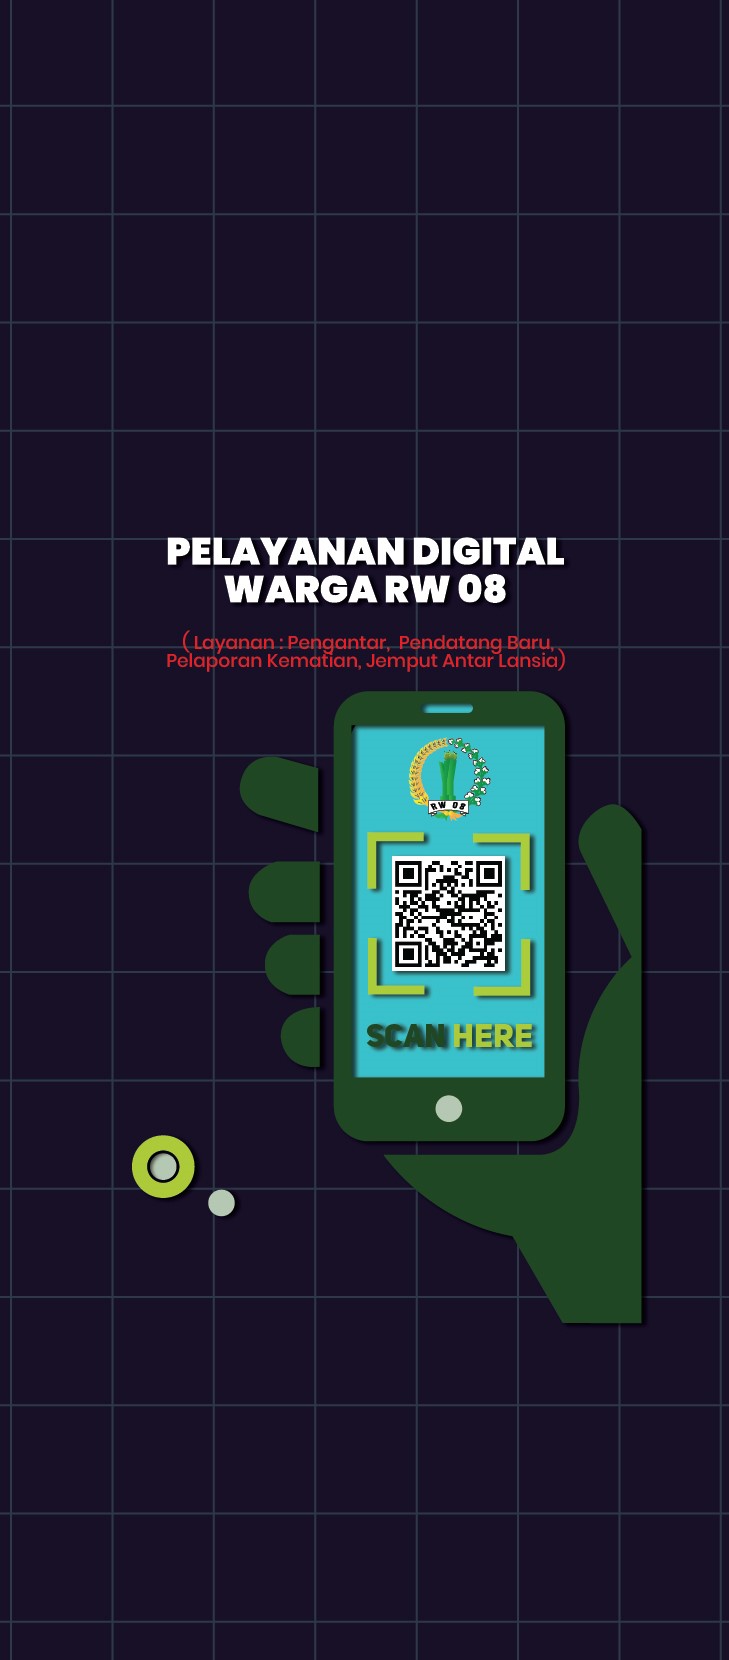 PELAYANAN DIGITAL
WARGA RW 08
( Layanan : Pengantar, Pendatang Baru,
Pelaporan Kematian, Jemput Antar Lansia)
RW 08
SCAN HERE